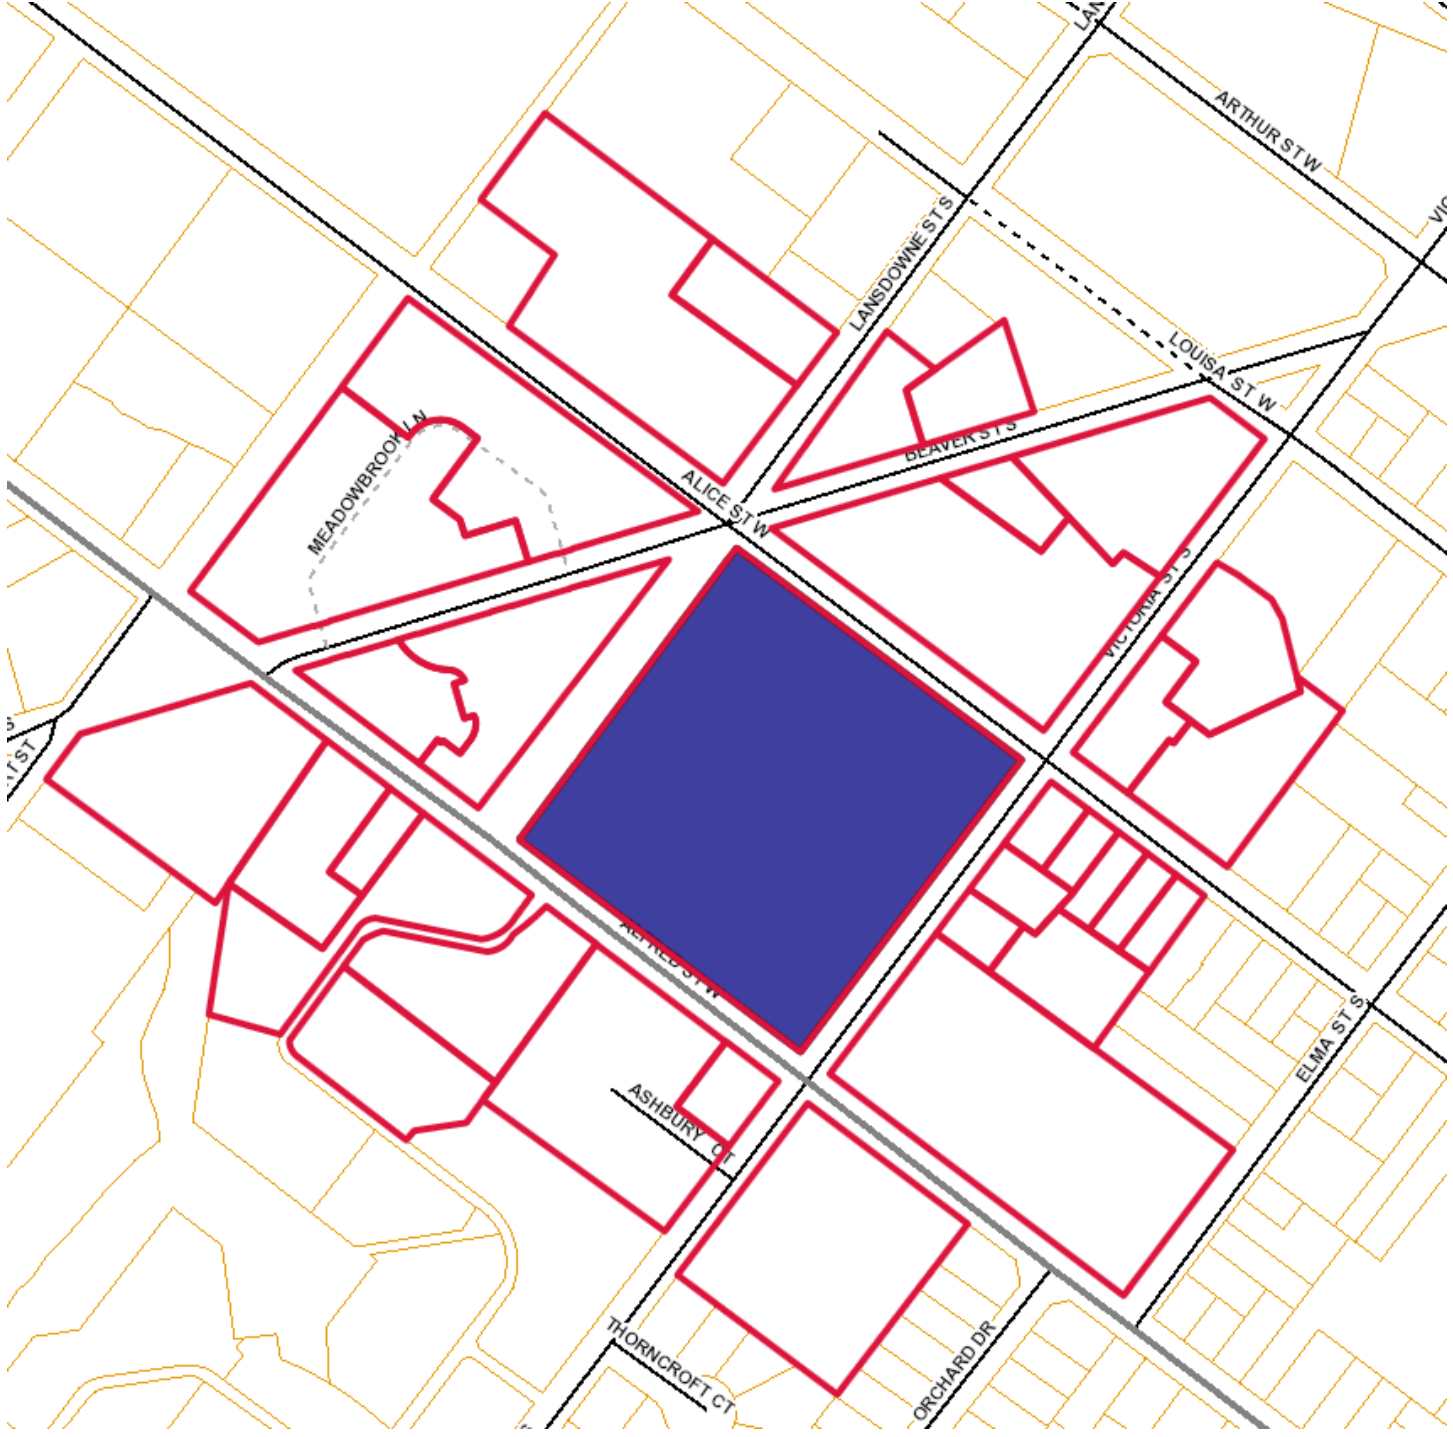 ARTHUR ST W
LANSDOWNE ST S
LOUISA ST W
MEADOWBROOK LN
BEAVER ST S
ALICE ST W
VICTORIA ST S
ALFRED ST W
ELMA ST S
ASHBURY CT
THORNCROFT CT
ORCHARD DR